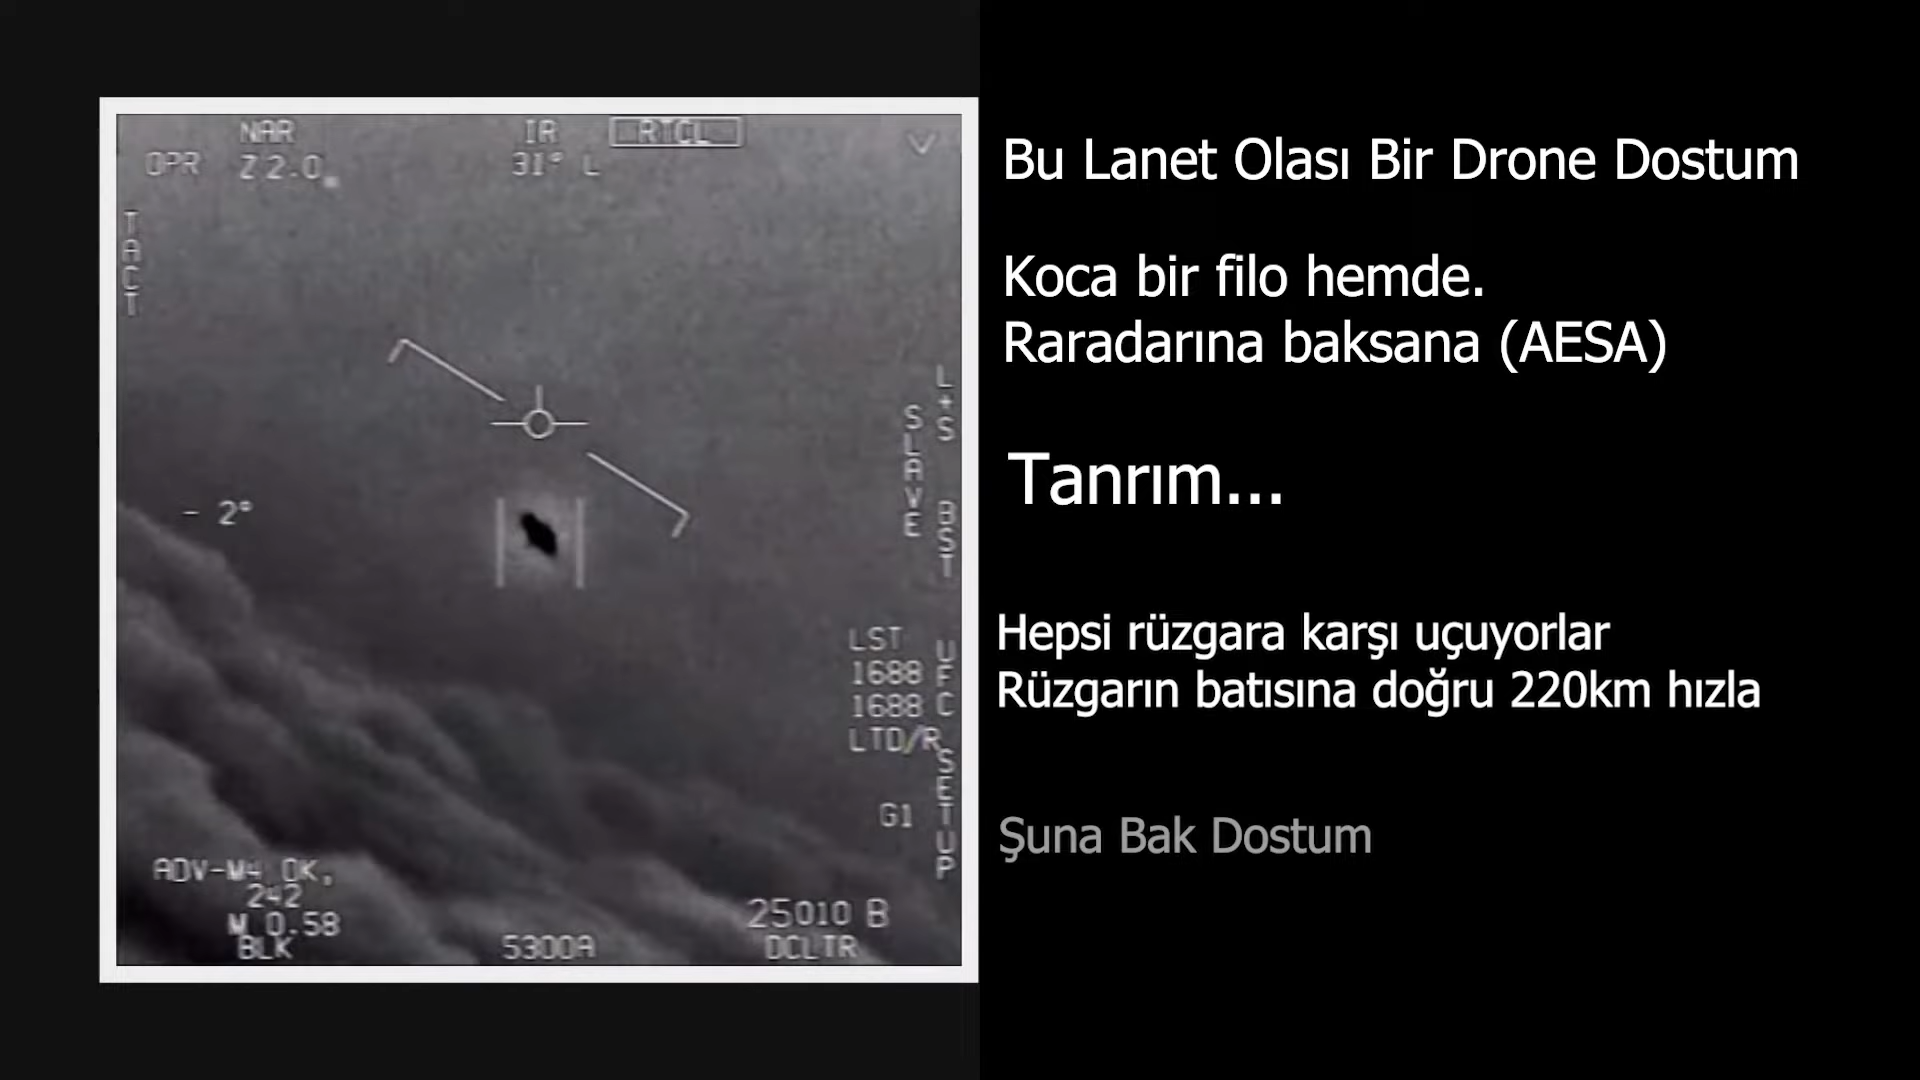 NAR IR RTCL
OPR Z 2.0 31° L
TACT
L+S
SLAVE
BST
- 2°
LST
1688
1688
LTD/R
UFC
SETUP
G1
ADV-M4 OK,
242
M 0.58
BLK
5300A
25010 B
DCLTR
Bu Lanet Olası Bir Drone Dostum
Koca bir filo hemde.
Raradarına baksana (AESA)
Tanrım...
Hepsi rüzgara karşı uçuyorlar
Rüzgarın batısına doğru 220km hızla
Şuna Bak Dostum